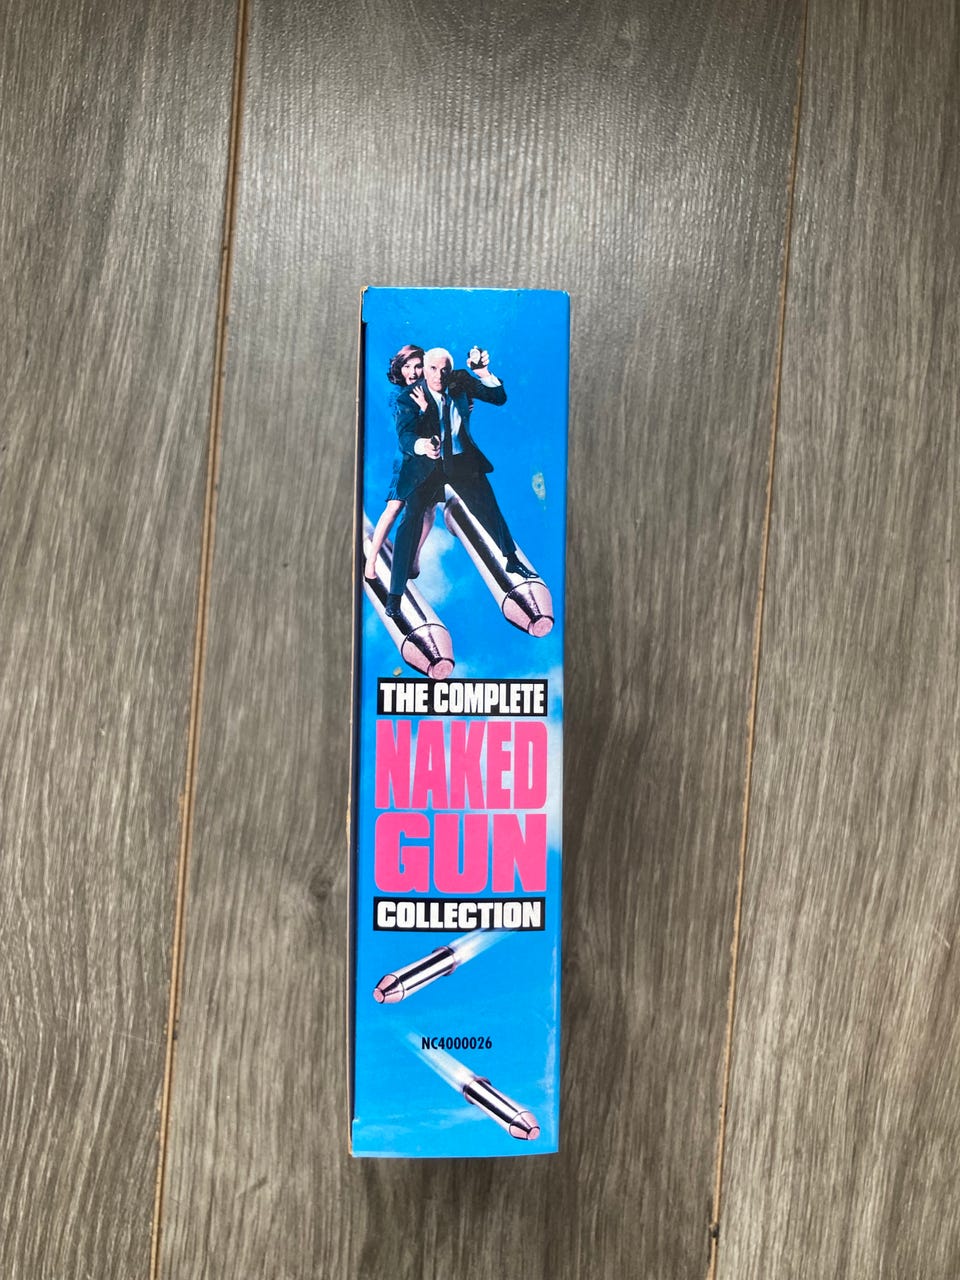 THE COMPLETE
NAKED
GUN
COLLECTION
NC4000026